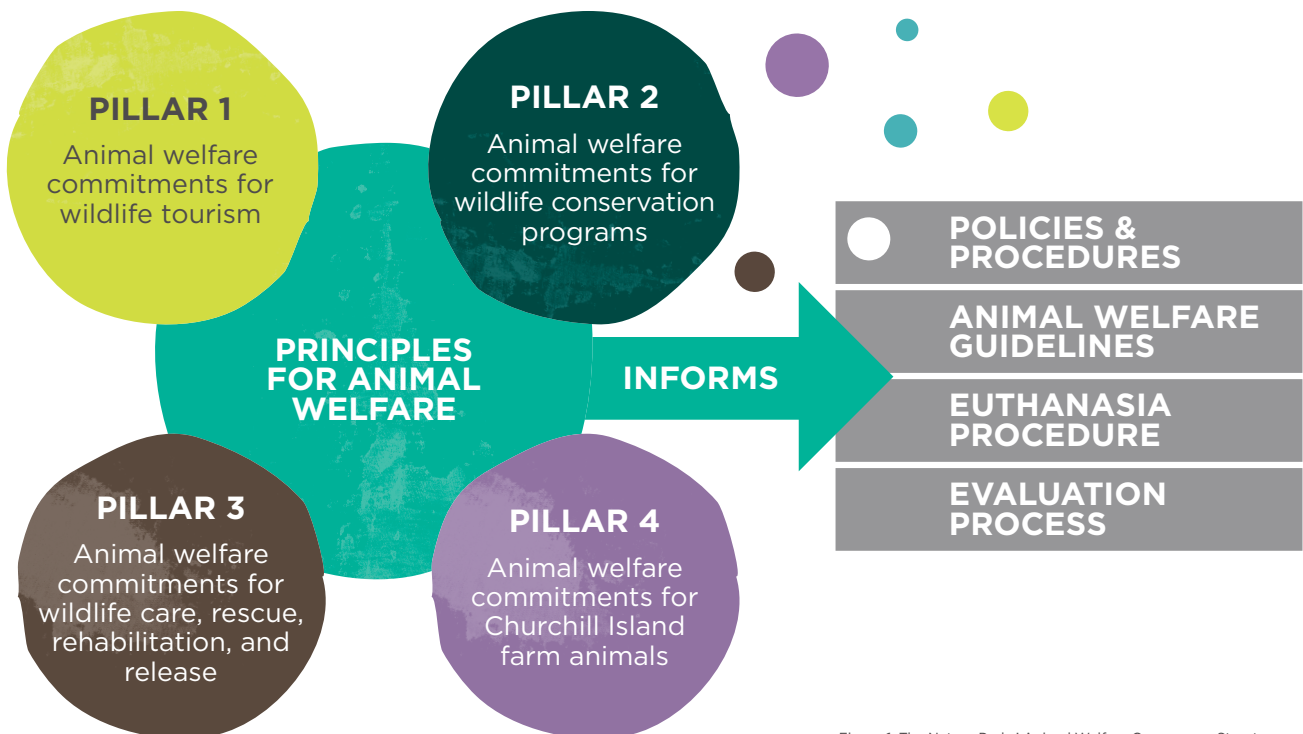 PILLAR 1
Animal welfare
commitments for
wildlife tourism
PILLAR 2
Animal welfare
commitments for
wildlife conservation
programs
PRINCIPLES
FOR ANIMAL
WELFARE
INFORMS
PILLAR 3
Animal welfare
commitments for
wildlife care, rescue,
rehabilitation, and
release
PILLAR 4
Animal welfare
commitments for
Churchill Island
farm animals
POLICIES &
PROCEDURES
ANIMAL WELFARE
GUIDELINES
EUTHANASIA
PROCEDURE
EVALUATION
PROCESS